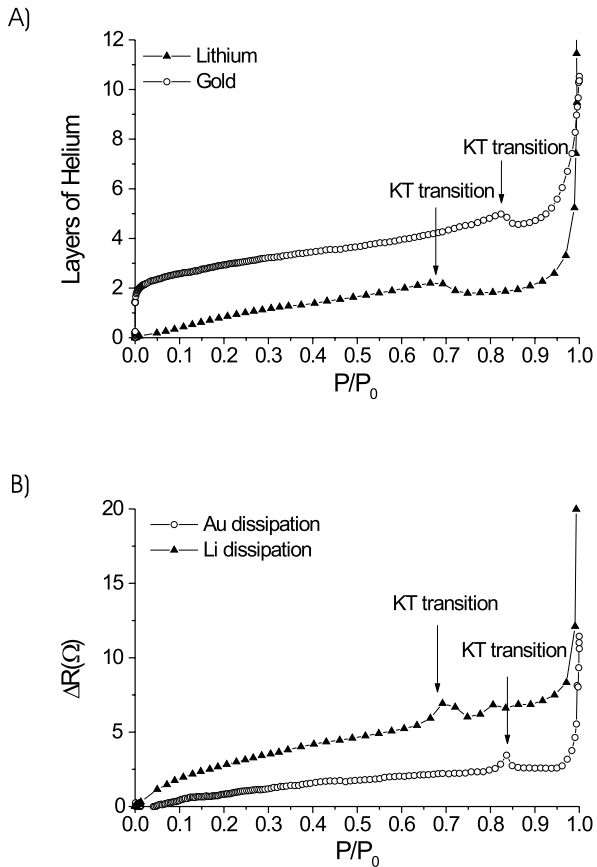 A)
12
10
8
6
4
2
0
Layers of Helium
Lithium
Gold
KT transition
KT transition
0.0 0.1 0.2 0.3 0.4 0.5 0.6 0.7 0.8 0.9 1.0
P/P₀
B)
20
15
10
5
0
ΔR(Ω)
Au dissipation
Li dissipation
KT transition
KT transition
0.0 0.1 0.2 0.3 0.4 0.5 0.6 0.7 0.8 0.9 1.0
P/P₀